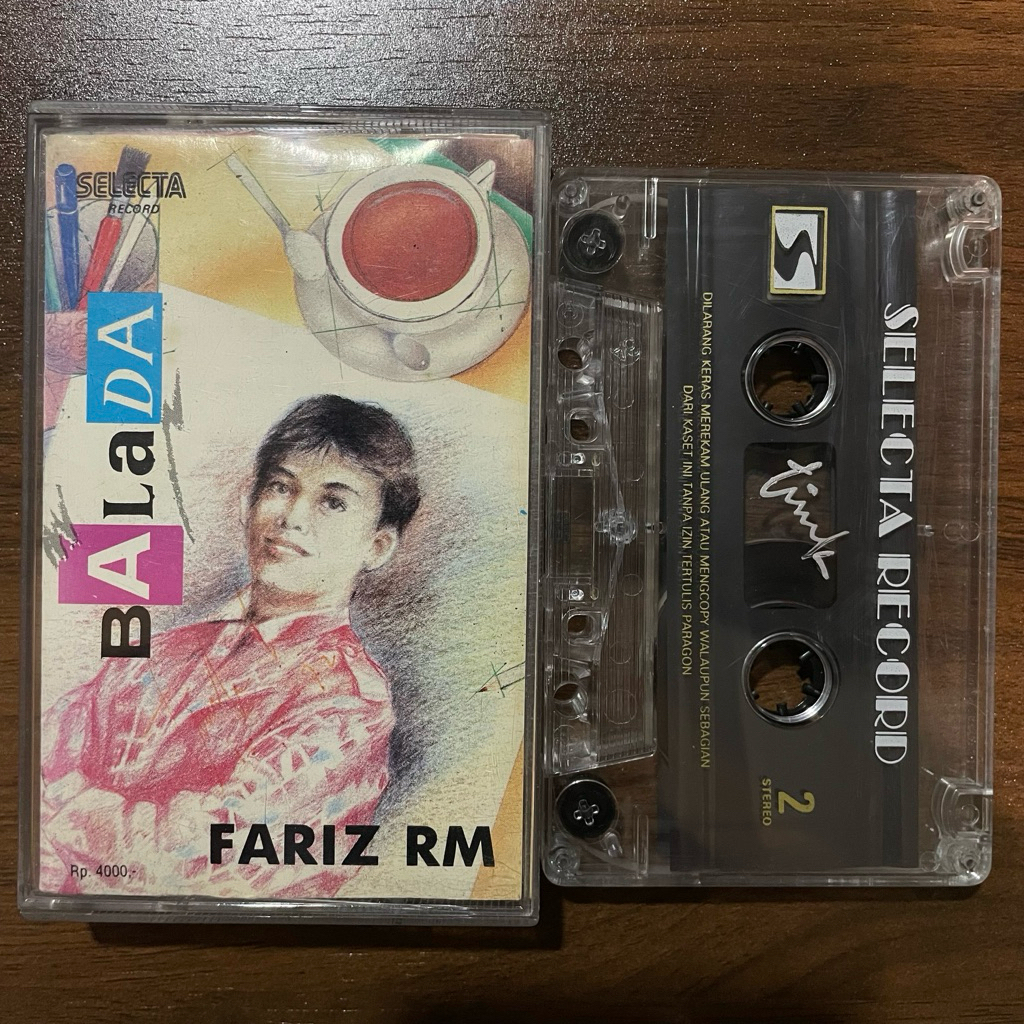 SELECTA
RECORD
BALaDA
FARIZ RM
Rp. 4000,-
SELECTA RECORD
DILARANG KERAS MEREKAM ULANG ATAU MENGCOPY WALAUPUN SEBAGIAN
DARI KASET INI TANPA IZIN TERTULIS PARAGON
2
STEREO